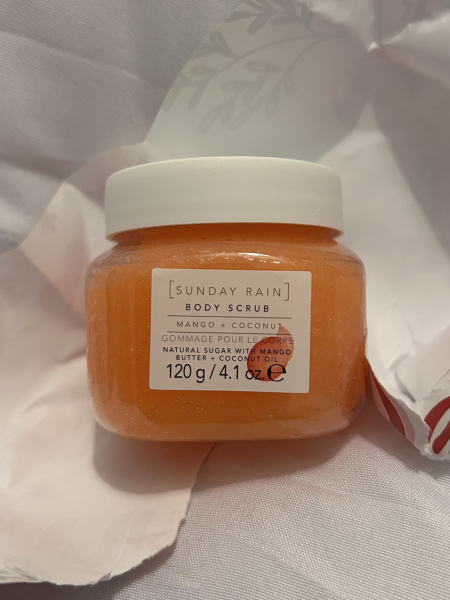 [SUNDAY RAIN]
BODY SCRUB
MANGO + COCONUT
GOMMAGE POUR LE CORPS
NATURAL SUGAR WITH MANGO
BUTTER + COCONUT OIL
120 g / 4.1 oz. ℮